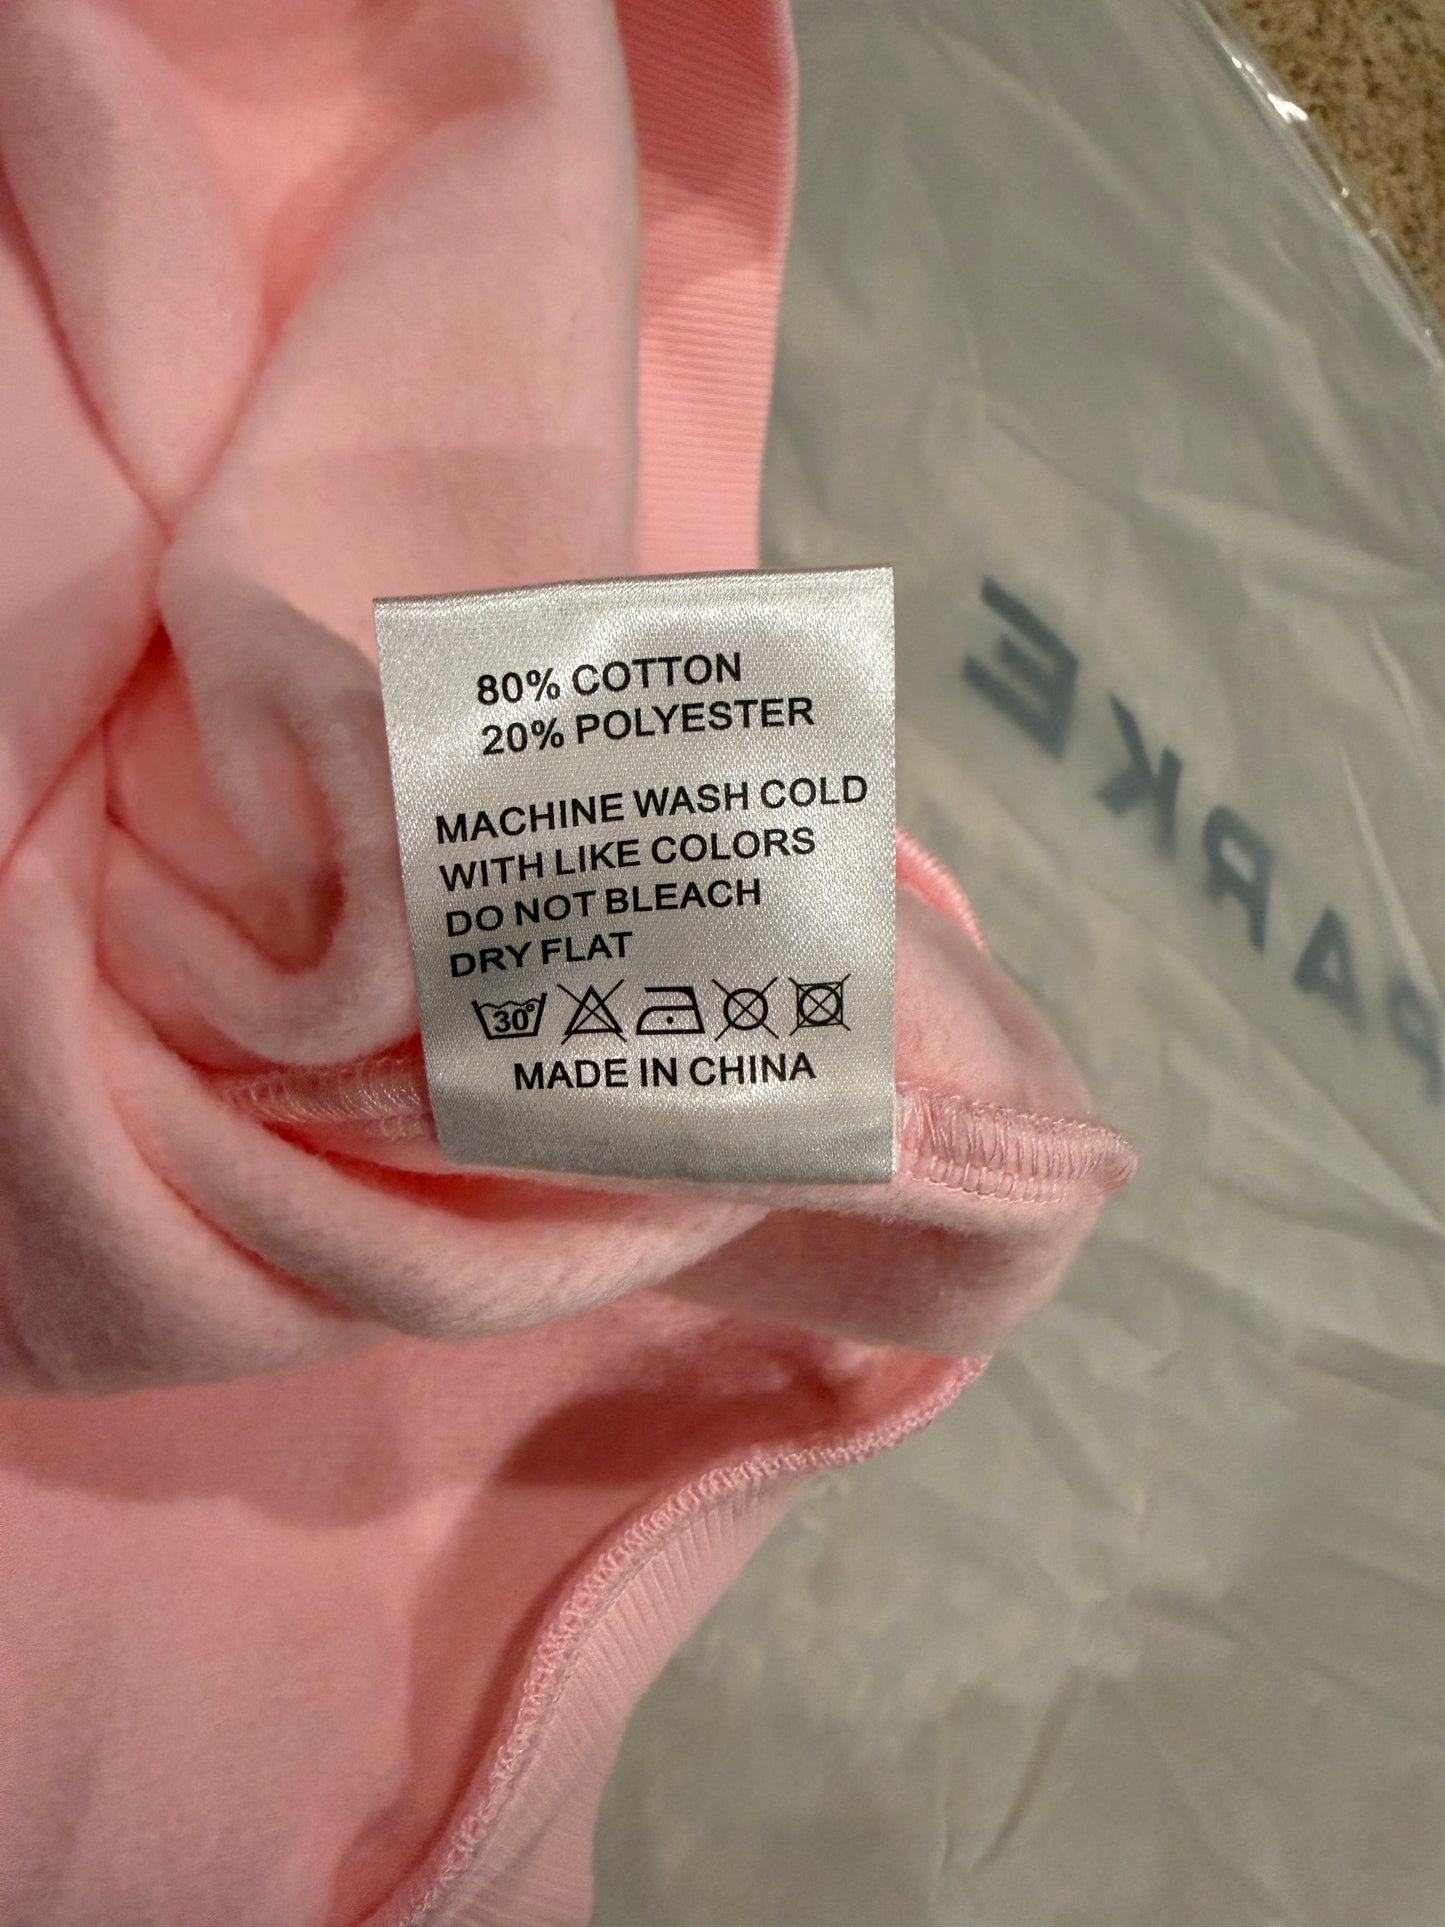 80% COTTON
20% POLYESTER
MACHINE WASH COLD
WITH LIKE COLORS
DO NOT BLEACH
DRY FLAT
30°
MADE IN CHINA
PARKE